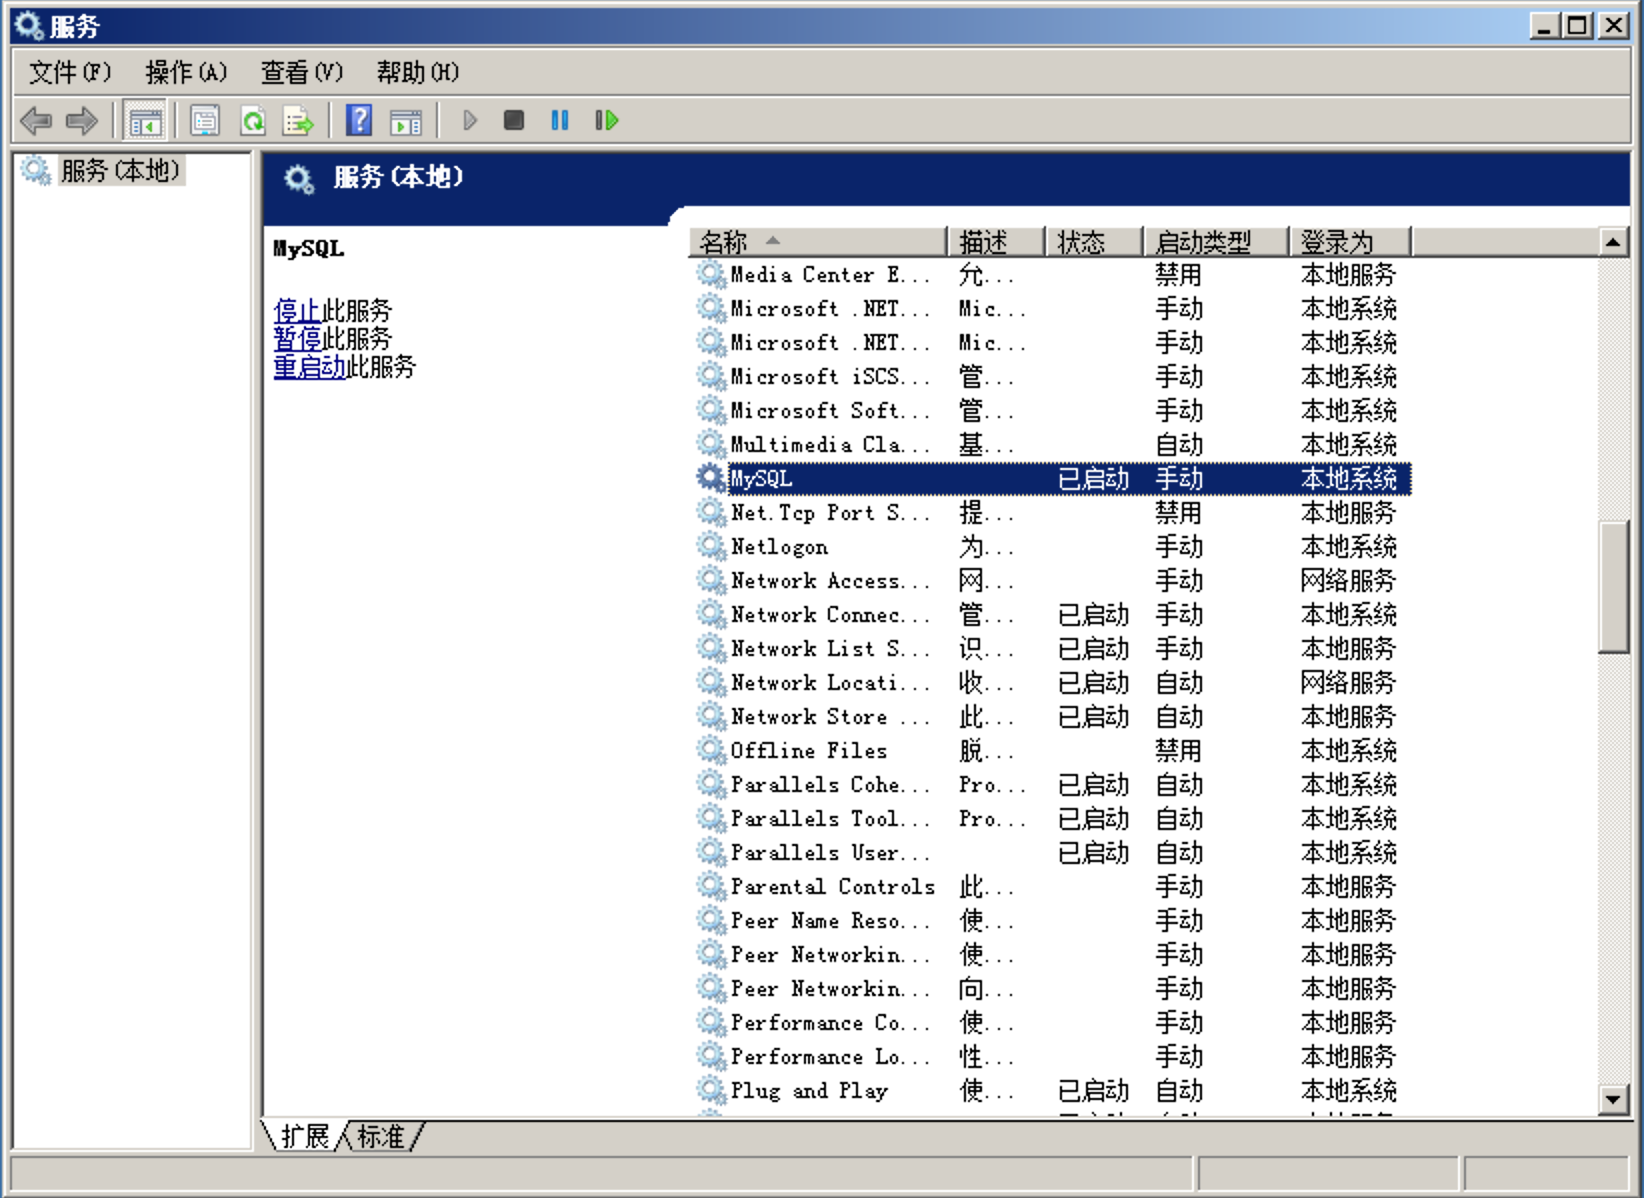 服务
文件(F) 操作(A) 查看(V) 帮助(H)
服务(本地)
服务(本地)
MySQL
停止此服务
暂停此服务
重启动此服务
名称 描述 状态 启动类型 登录为
Media Center E... 允... 禁用 本地服务
Microsoft .NET... Mic... 手动 本地系统
Microsoft .NET... Mic... 手动 本地系统
Microsoft iSCS... 管... 手动 本地系统
Microsoft Soft... 管... 手动 本地系统
Multimedia Cla... 基... 自动 本地系统
MySQL 已启动 手动 本地系统
Net.Tcp Port S... 提... 禁用 本地服务
Netlogon 为... 手动 本地系统
Network Access... 网... 手动 网络服务
Network Connec... 管... 已启动 手动 本地系统
Network List S... 识... 已启动 手动 本地服务
Network Locati... 收... 已启动 自动 网络服务
Network Store ... 此... 已启动 自动 本地服务
Offline Files 脱... 禁用 本地系统
Parallels Cohe... Pro... 已启动 自动 本地系统
Parallels Tool... Pro... 已启动 自动 本地系统
Parallels User... 已启动 自动 本地系统
Parental Controls 此... 手动 本地服务
Peer Name Reso... 使... 手动 本地服务
Peer Networkin... 使... 手动 本地服务
Peer Networkin... 向... 手动 本地服务
Performance Co... 使... 手动 本地服务
Performance Lo... 性... 手动 本地服务
Plug and Play 使... 已启动 自动 本地系统
扩展 标准